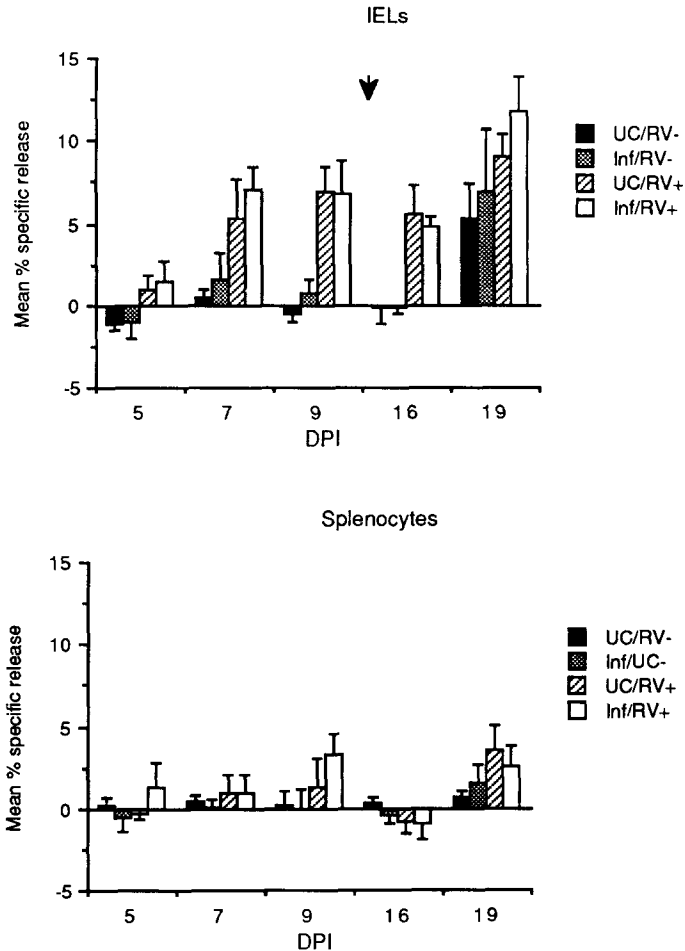 IELs
Mean % specific release
15
10
5
0
-5
5 7 9 16 19
DPI
UC/RV-
Inf/RV-
UC/RV+
Inf/RV+
Splenocytes
Mean % specific release
15
10
5
0
-5
5 7 9 16 19
DPI
UC/RV-
Inf/UC-
UC/RV+
Inf/RV+